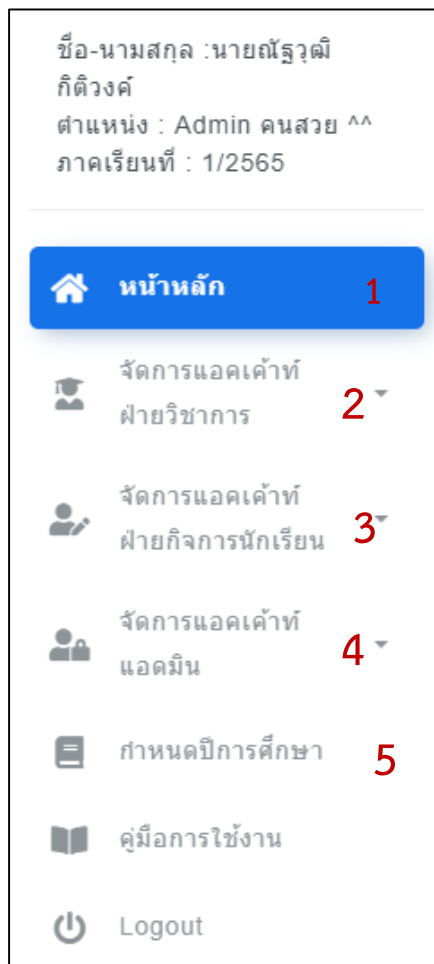 ชื่อ-นามสกุล :นายณัฐวุฒิ
กิติวงค์
ตำแหน่ง : Admin คนสวย ^^
ภาคเรียนที่ : 1/2565
หน้าหลัก 1
จัดการแอคเค้าท์
ฝ่ายวิชาการ 2
จัดการแอคเค้าท์
ฝ่ายกิจการนักเรียน 3
จัดการแอคเค้าท์
แอดมิน 4
กำหนดปีการศึกษา 5
คู่มือการใช้งาน
Logout